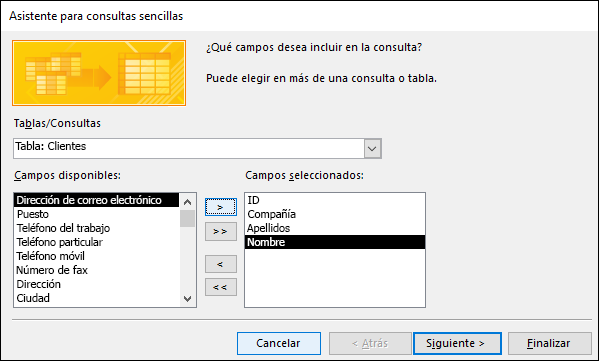 Asistente para consultas sencillas
¿Qué campos desea incluir en la consulta?
Puede elegir en más de una consulta o tabla.
Tablas/Consultas
Tabla: Clientes
Campos disponibles:
Campos seleccionados:
Dirección de correo electrónico
Puesto
Teléfono del trabajo
Teléfono particular
Teléfono móvil
Número de fax
Dirección
Ciudad
>
>>
<
<<
ID
Compañía
Apellidos
Nombre
Cancelar
< Atrás
Siguiente >
Finalizar